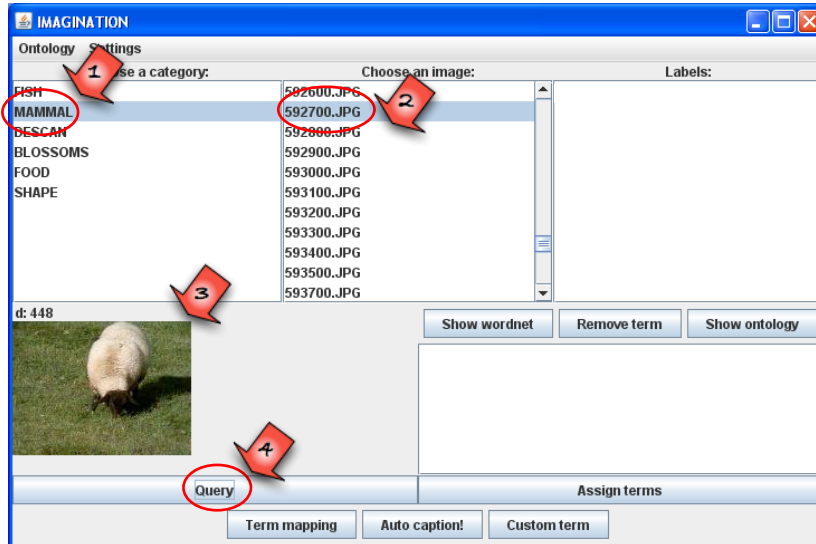 IMAGINATION
Ontology Settings
1
se a category:
Choose an image:
Labels:
FISH
MAMMAL
DESCAN
BLOSSOMS
FOOD
SHAPE
592600.JPG
592700.JPG
2
592800.JPG
592900.JPG
593000.JPG
593100.JPG
593200.JPG
593300.JPG
593400.JPG
593500.JPG
593700.JPG
3
d: 448
Show wordnet
Remove term
Show ontology
4
Query
Assign terms
Term mapping
Auto caption!
Custom term